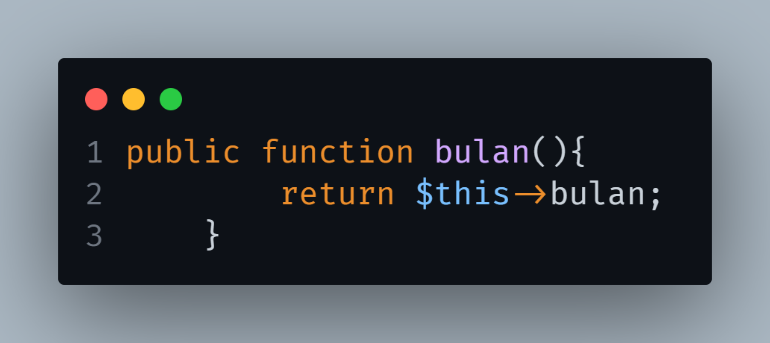 1 public function bulan(){
2         return $this->bulan;
3     }